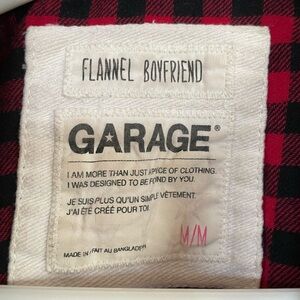 FLANNEL BOYFRIEND
GARAGE®
I AM MORE THAN JUST A PIECE OF CLOTHING.
I WAS DESIGNED TO BE FOUND BY YOU.
JE SUIS PLUS QU'UN SIMPLE VÊTEMENT.
J'AI ÉTÉ CRÉÉ POUR TOI.
M/M
MADE IN / FAIT AU BANGLADESH